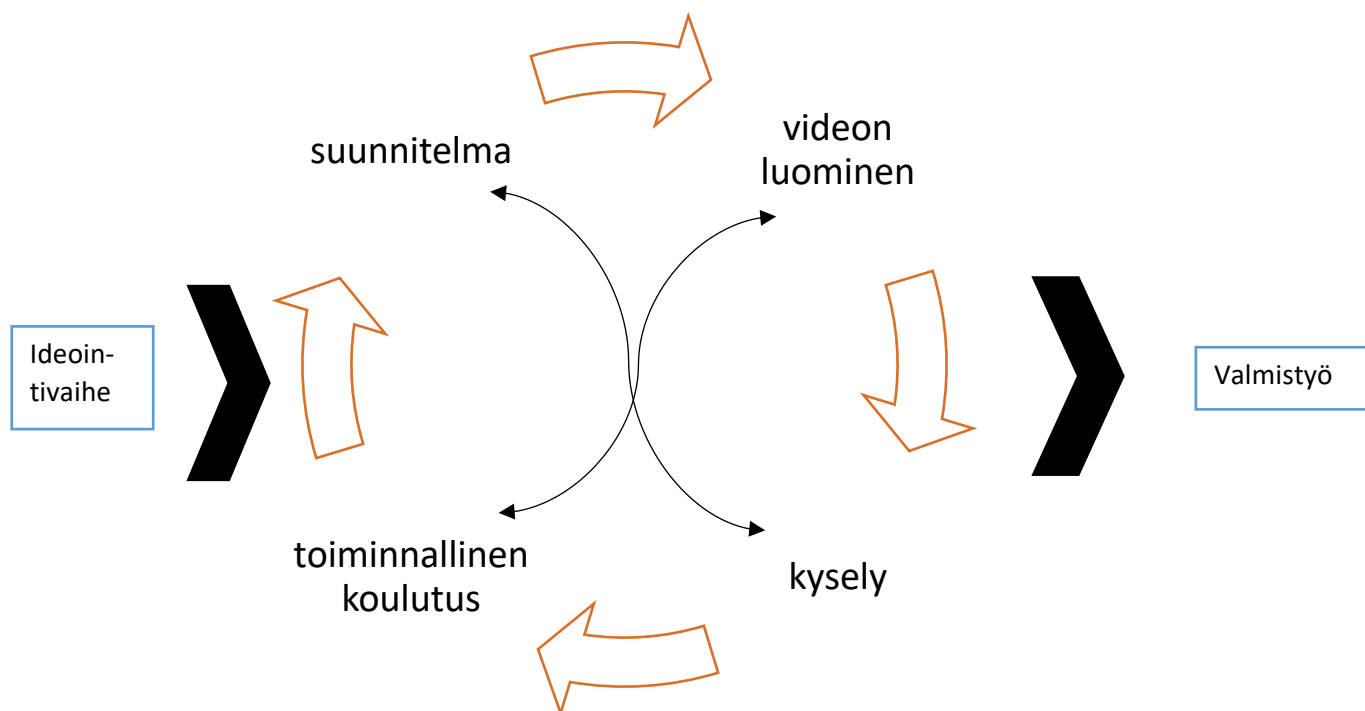 suunnitelma
videon
luominen
Ideoin-
tivaihe
Valmistyö
toiminnallinen
koulutus
kysely